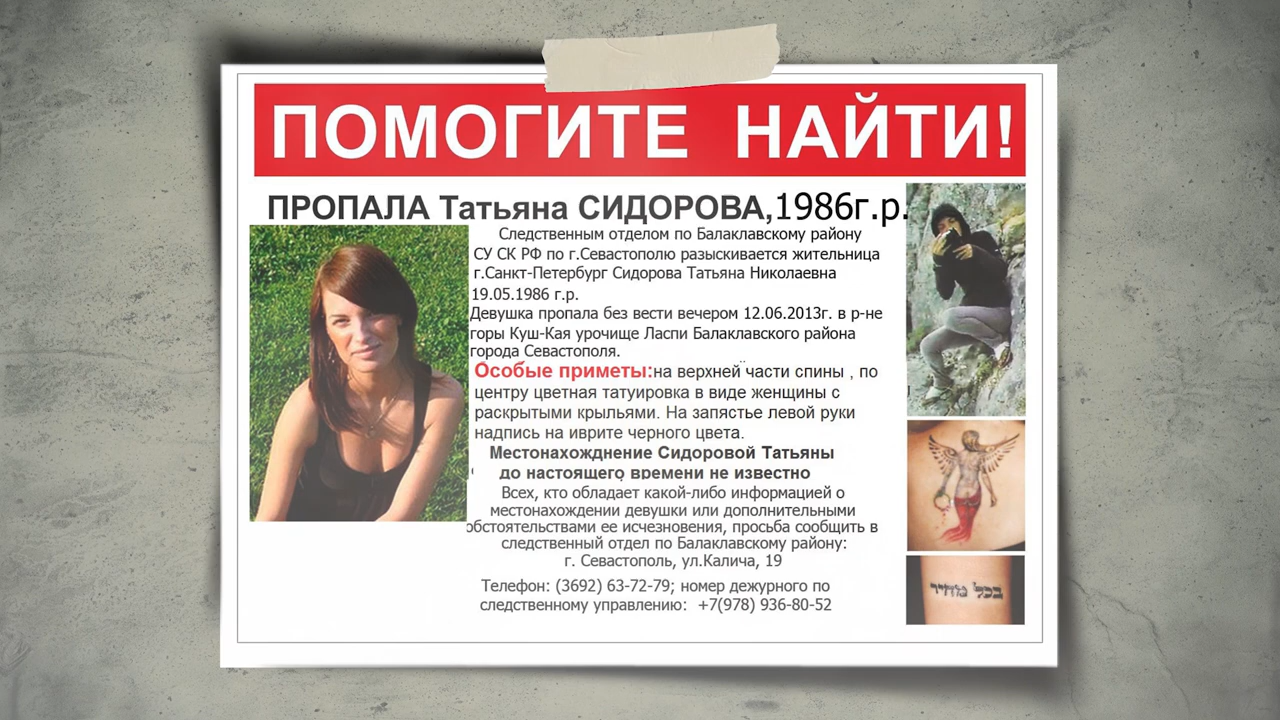 ПОМОГИТЕ НАЙТИ!
ПРОПАЛА Татьяна СИДОРОВА,1986г.р.
Следственным отделом по Балаклавскому району
СУ СК РФ по г.Севастополю разыскивается жительница
г.Санкт-Петербург Сидорова Татьяна Николаевна
19.05.1986 г.р.
Девушка пропала без вести вечером 12.06.2013г. в р-не
горы Куш-Кая урочище Ласпи Балаклавского района
города Севастополя.
Особые приметы:на верхней части спины , по
центру цветная татуировка в виде женщины с
раскрытыми крыльями. На запястье левой руки
надпись на иврите черного цвета.
Местонахождение Сидоровой Татьяны
до настоящего времени не известно
Всех, кто обладает какой-либо информацией о
местонахождении девушки или дополнительными
обстоятельствами ее исчезновения, просьба сообщить в
следственный отдел по Балаклавскому району:
г. Севастополь, ул.Калича, 19
Телефон: (3692) 63-72-79; номер дежурного по
следственному управлению: +7(978) 936-80-52
בכל מחיר